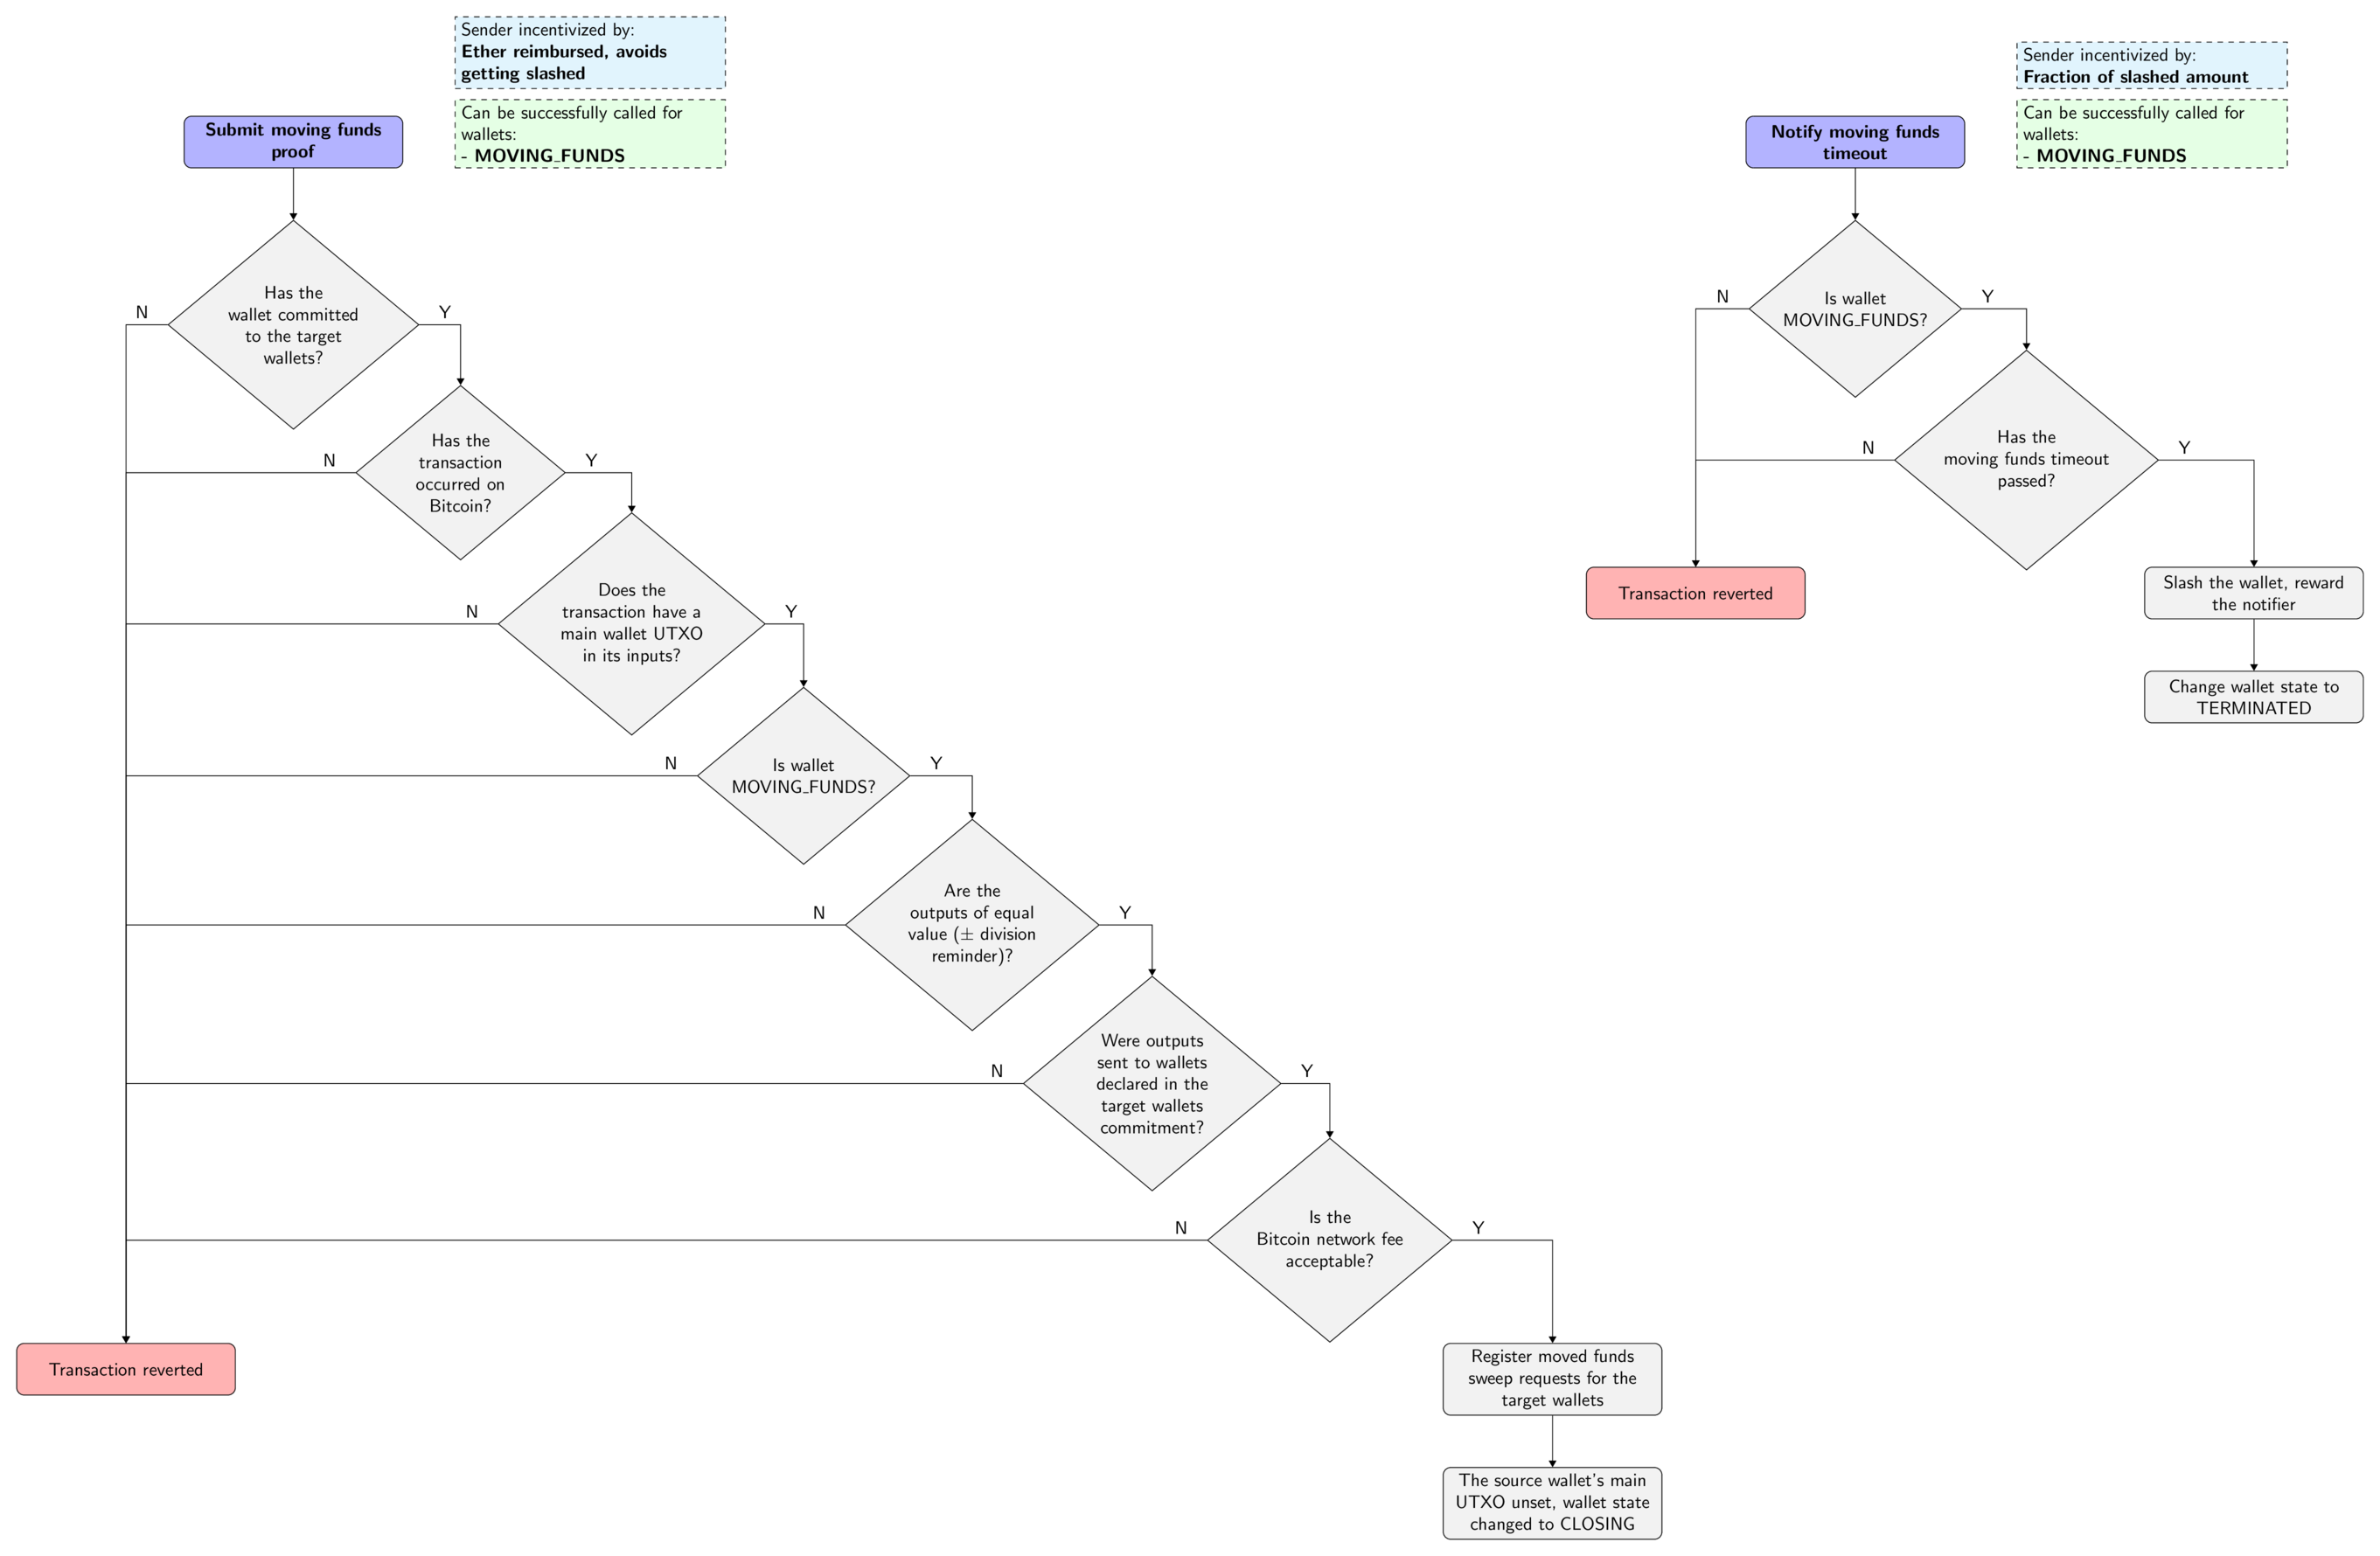 Sender incentivized by:
Ether reimbursed, avoids
getting slashed
Can be successfully called for
wallets:
- MOVING_FUNDS
Submit moving funds
proof
Has the
wallet committed
to the target
wallets?
N
Y
Has the
transaction
occurred on
Bitcoin?
N
Y
Does the
transaction have a
main wallet UTXO
in its inputs?
N
Y
Is wallet
MOVING_FUNDS?
N
Y
Are the
outputs of equal
value (± division
reminder)?
N
Y
Were outputs
sent to wallets
declared in the
target wallets
commitment?
N
Y
Is the
Bitcoin network fee
acceptable?
N
Y
Transaction reverted
Register moved funds
sweep requests for the
target wallets
The source wallet's main
UTXO unset, wallet state
changed to CLOSING
Sender incentivized by:
Fraction of slashed amount
Can be successfully called for
wallets:
- MOVING_FUNDS
Notify moving funds
timeout
Is wallet
MOVING_FUNDS?
N
Y
Has the
moving funds timeout
passed?
N
Y
Transaction reverted
Slash the wallet, reward
the notifier
Change wallet state to
TERMINATED